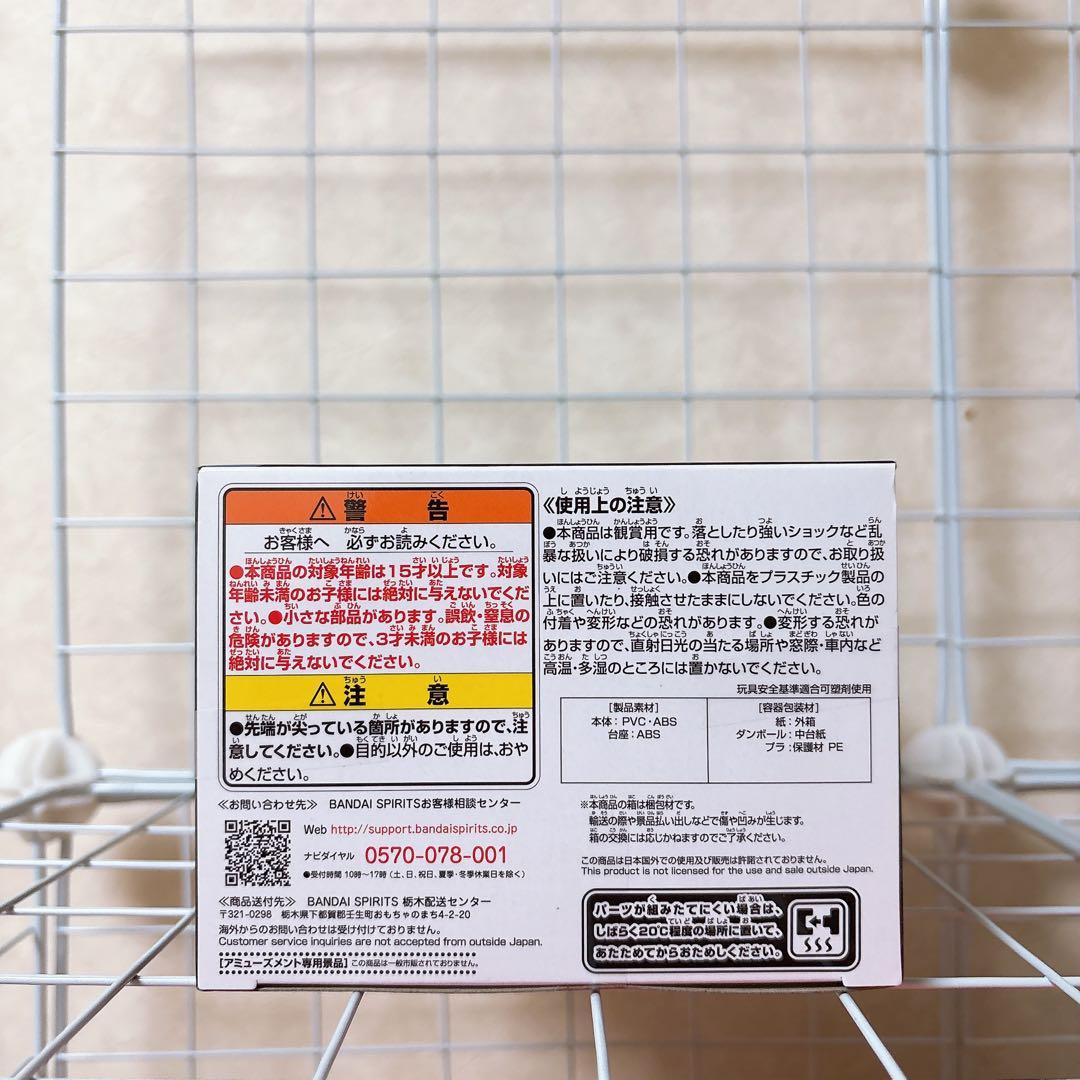 警告
お客様へ 必ずお読みください。
●本商品の対象年齢は15才以上です。対象
年齢未満のお子様には絶対に与えないでくだ
さい。●小さな部品があります。誤飲・窒息の
危険がありますので、3才未満のお子様には
絶対に与えないでください。
注意
●先端が尖っている箇所がありますので、注
意してください。●目的以外のご使用は、おや
めください。
《お問い合わせ先》 BANDAI SPIRITSお客様相談センター
Web http://support.bandaispirits.co.jp
ナビダイヤル 0570-078-001
●受付時間 10時〜17時(土、日、祝日、夏季・冬季休業日を除く)
《商品送付先》 BANDAI SPIRITS 栃木配送センター
〒321-0298 栃木県下都賀郡壬生町おもちゃのまち4-2-20
海外からのお問い合わせは受け付けておりません。
Customer service inquiries are not accepted from outside Japan.
[アミューズメント専用景品] この商品は一般市販されておりません。
《使用上の注意》
●本商品は観賞用です。落としたり強いショックなど乱
暴な扱いにより破損する恐れがありますので、お取り扱
いにはご注意ください。●本商品をプラスチック製品の
上に置いたり、接触させたままにしないでください。色の
付着や変形などの恐れがあります。●変形する恐れが
ありますので、直射日光の当たる場所や窓際・車内など
高温・多湿のところには置かないでください。
玩具安全基準適合可塑剤使用
[製品素材]
本体:PVC・ABS
台座:ABS
[容器包装材]
紙:外箱
ダンボール:中台紙
プラ:保護材 PE
※本商品の箱は梱包材です。
輸送の際や景品払い出しなどで傷や凹みが生じます。
箱の交換には応じかねますのでご了承ください。
この商品は日本国外での使用及び販売は許諾されておりません。
This product is not licensed for the use and sale outside Japan.
パーツが組みたてにくい場合は、
しばらく20℃程度の場所に置いて、
あたためてからおためしください。